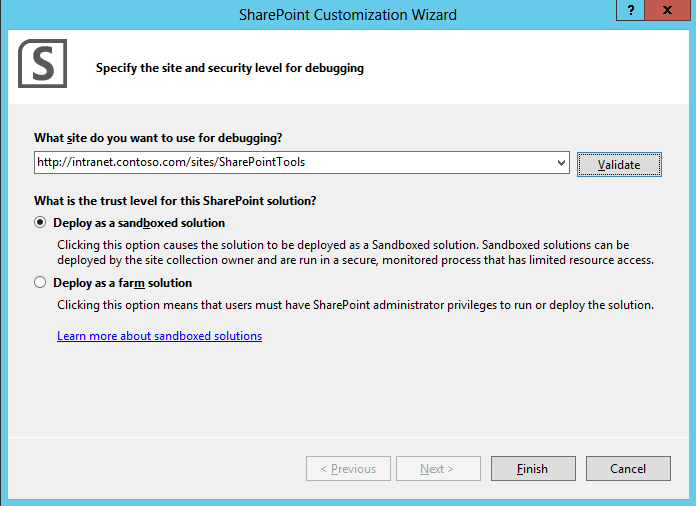 SharePoint Customization Wizard
? x
S
Specify the site and security level for debugging
What site do you want to use for debugging?
http://intranet.contoso.com/sites/SharePointTools
Validate
What is the trust level for this SharePoint solution?
Deploy as a sandboxed solution
Clicking this option causes the solution to be deployed as a Sandboxed solution. Sandboxed solutions can be
deployed by the site collection owner and are run in a secure, monitored process that has limited resource access.
Deploy as a farm solution
Clicking this option means that users must have SharePoint administrator privileges to run or deploy the solution.
Learn more about sandboxed solutions
< Previous
Next >
Finish
Cancel